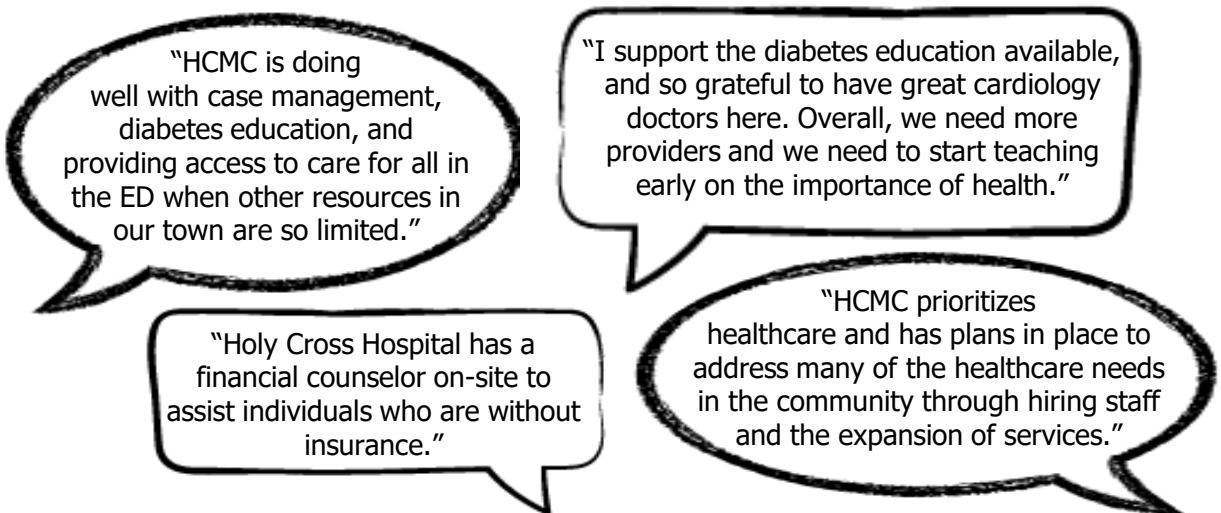 “HCMC is doing
well with case management,
diabetes education, and
providing access to care for all in
the ED when other resources in
our town are so limited.”
“I support the diabetes education available,
and so grateful to have great cardiology
doctors here. Overall, we need more
providers and we need to start teaching
early on the importance of health.”
“Holy Cross Hospital has a
financial counselor on-site to
assist individuals who are without
insurance.”
“HCMC prioritizes
healthcare and has plans in place to
address many of the healthcare needs
in the community through hiring staff
and the expansion of services.”